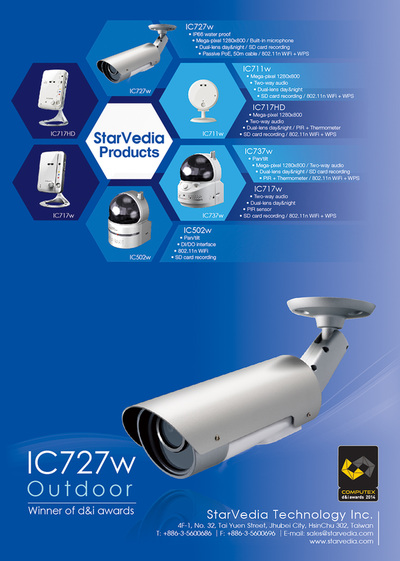 IC727w
• IP66 water proof
• Mega-pixel 1280x800 / Built-in microphone
• Dual-lens day&night / SD card recording
• Passive PoE, 50m cable / 802.11n WiFi + WPS
IC727w
IC711w
• Mega-pixel 1280x800
• Two-way audio
• Dual-lens day&night
• SD card recording / 802.11n WiFi + WPS
IC717HD
IC711w
IC717HD
• Mega-pixel 1280x800
• Two-way audio
• Dual-lens day&night / PIR + Thermometer
• SD card recording / 802.11n WiFi + WPS
StarVedia
Products
IC737w
• Pan/tilt
• Mega-pixel 1280x800 / Two-way audio
• Dual-lens day&night / SD card recording
• PIR + Thermometer / 802.11n WiFi + WPS
IC717w
IC737w
IC717w
• Two-way audio
• Dual-lens day&night
• PIR sensor
• SD card recording / 802.11n WiFi + WPS
IC502w
IC502w
• Pan/tilt
• DI/DO interface
• 802.11n WiFi
• SD card recording
IC727w
Outdoor
Winner of d&i awards
COMPUTEX
d&i awards 2014
StarVedia Technology Inc.
4F-1, No. 32, Tai Yuen Street, Jhubei City, HsinChu 302, Taiwan
T: +886-3-5600686 | F: +886-3-5600696 | E-mail: sales@starvedia.com
www.starvedia.com